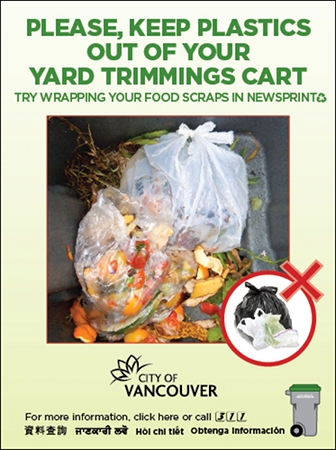 PLEASE, KEEP PLASTICS
OUT OF YOUR
YARD TRIMMINGS CART
TRY WRAPPING YOUR FOOD SCRAPS IN NEWSPRINT
CITY OF
VANCOUVER
For more information, click here or call 311
資料查詢 ਜਾਣਕਾਰੀ ਲਵੋ Hỏi chi tiết Obtenga información